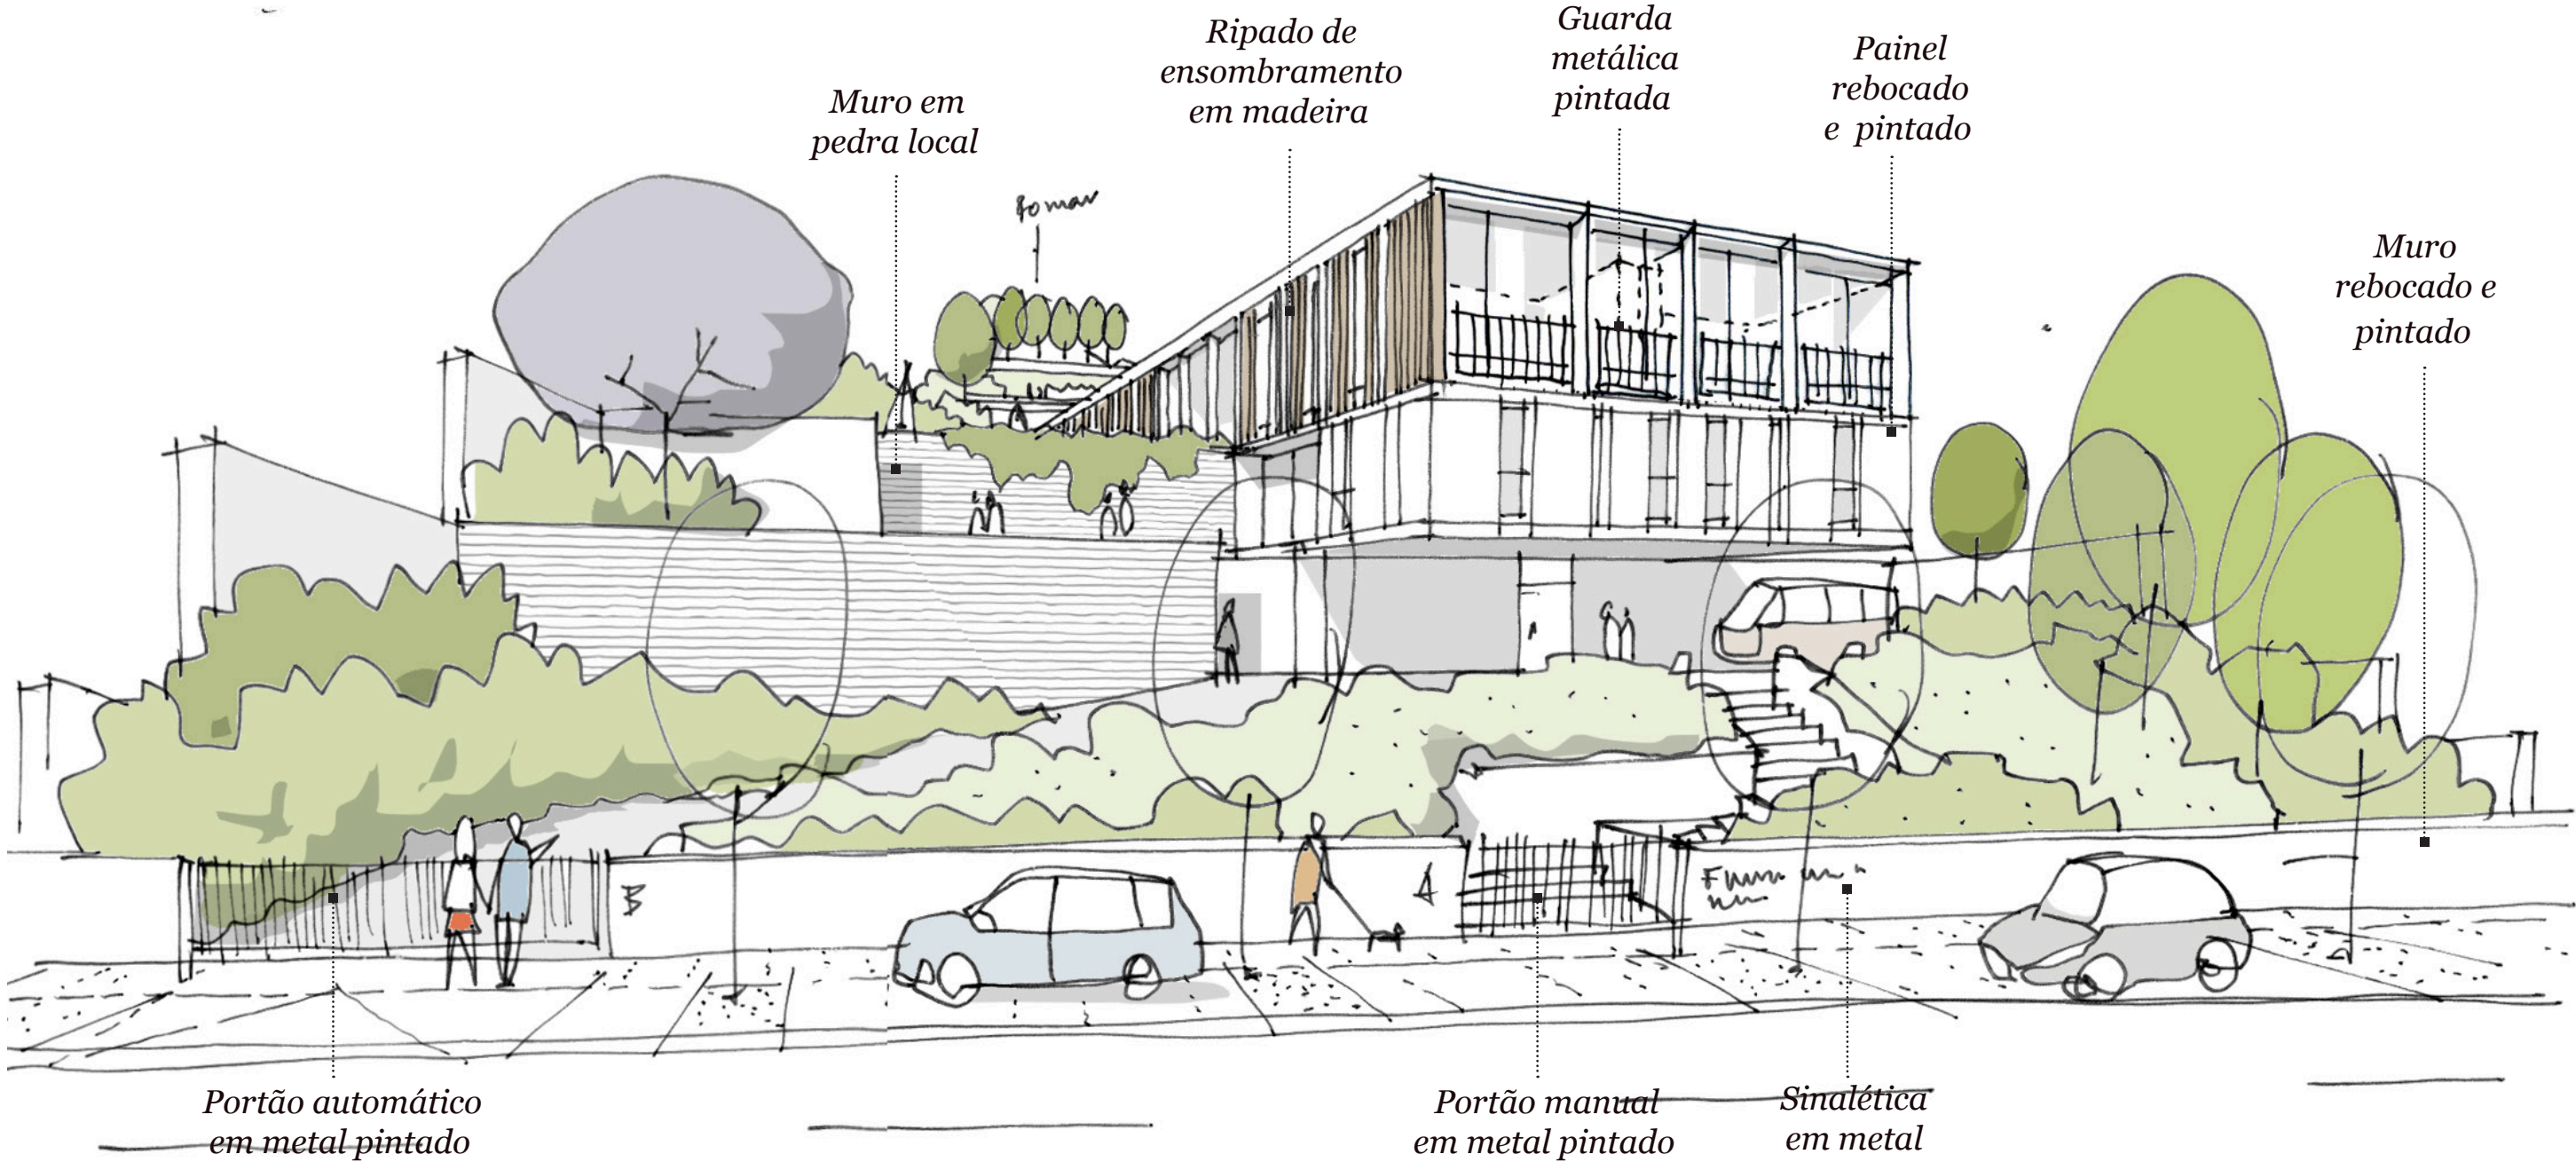 Guarda
metálica
pintada
Ripado de
ensombramento
em madeira
Painel
rebocado
e pintado
Muro em
pedra local
Pomar
Muro
rebocado e
pintado
B
A
Portão automático
em metal pintado
Portão manual
em metal pintado
Sinalética
em metal